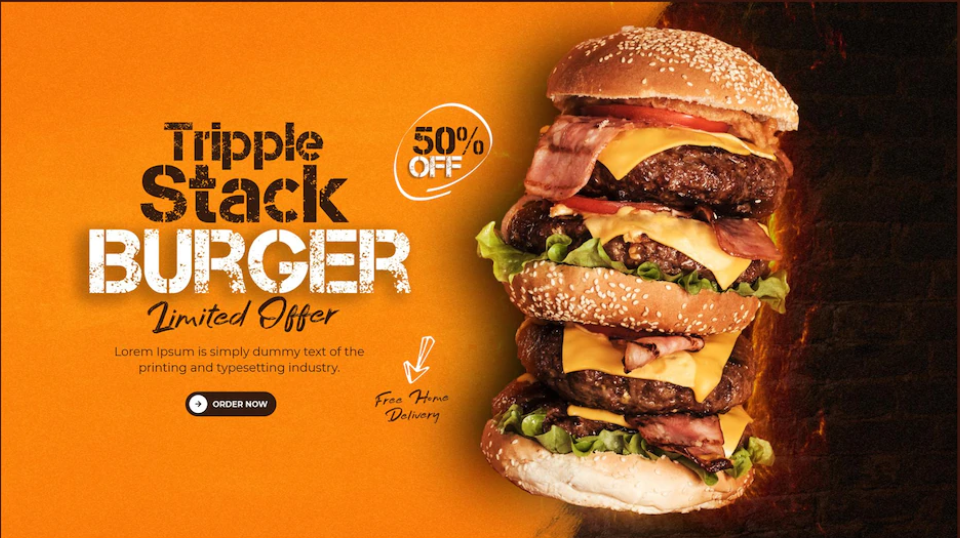 Tripple
Stack
BURGER
Limited Offer
50%
OFF
Lorem Ipsum is simply dummy text of the
printing and typesetting industry.
ORDER NOW
Free Home
Delivery